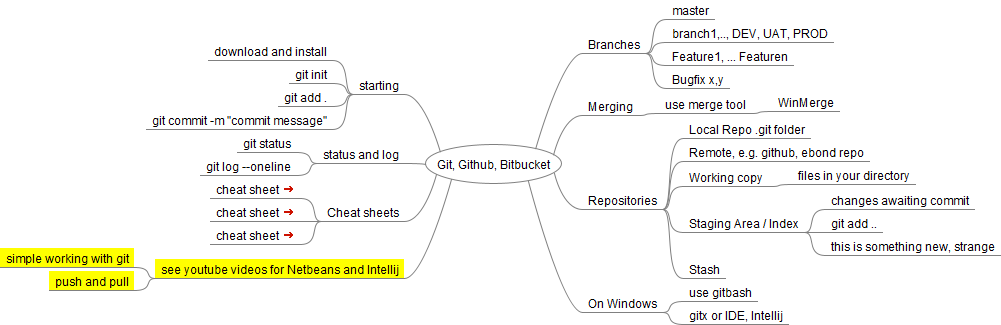 Git, Github, Bitbucket
starting
download and install
git init
git add .
git commit -m "commit message"
status and log
git status
git log --oneline
Cheat sheets
cheat sheet
cheat sheet
cheat sheet
see youtube videos for Netbeans and Intellij
simple working with git
push and pull
Branches
master
branch1,.., DEV, UAT, PROD
Feature1, ... Featuren
Bugfix x,y
Merging
use merge tool
WinMerge
Repositories
Local Repo .git folder
Remote, e.g. github, ebond repo
Working copy
files in your directory
Staging Area / Index
changes awaiting commit
git add ..
this is something new, strange
Stash
On Windows
use gitbash
gitx or IDE, Intellij